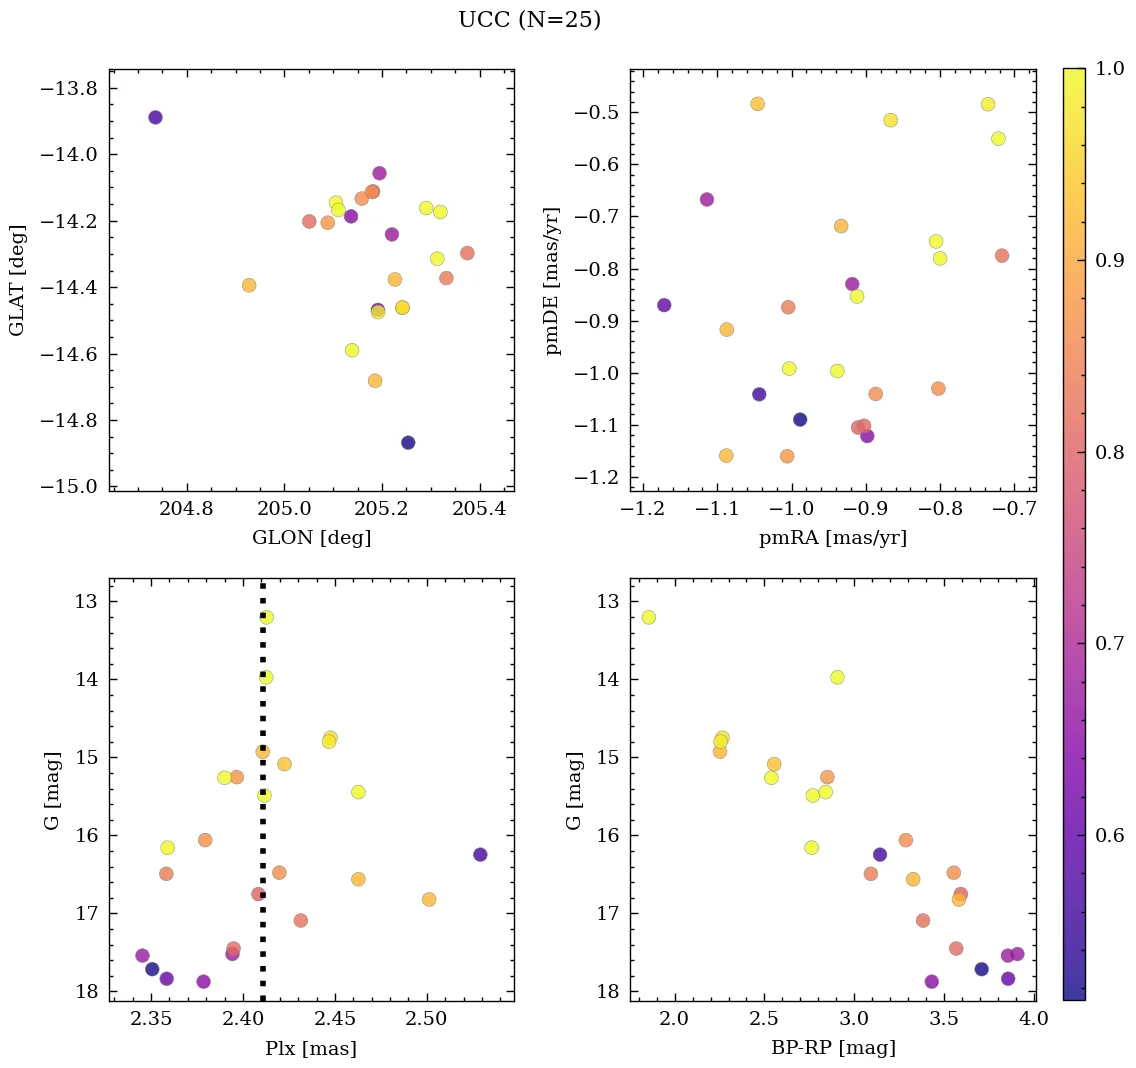 UCC (N=25)
−13.8
−14.0
−14.2
−14.4
−14.6
−14.8
−15.0
GLAT [deg]
204.8 205.0 205.2 205.4
GLON [deg]
−0.5
−0.6
−0.7
−0.8
−0.9
−1.0
−1.1
−1.2
pmDE [mas/yr]
−1.2 −1.1 −1.0 −0.9 −0.8 −0.7
pmRA [mas/yr]
13
14
15
16
17
18
G [mag]
2.35 2.40 2.45 2.50
Plx [mas]
13
14
15
16
17
18
G [mag]
2.0 2.5 3.0 3.5 4.0
BP-RP [mag]
1.0
0.9
0.8
0.7
0.6